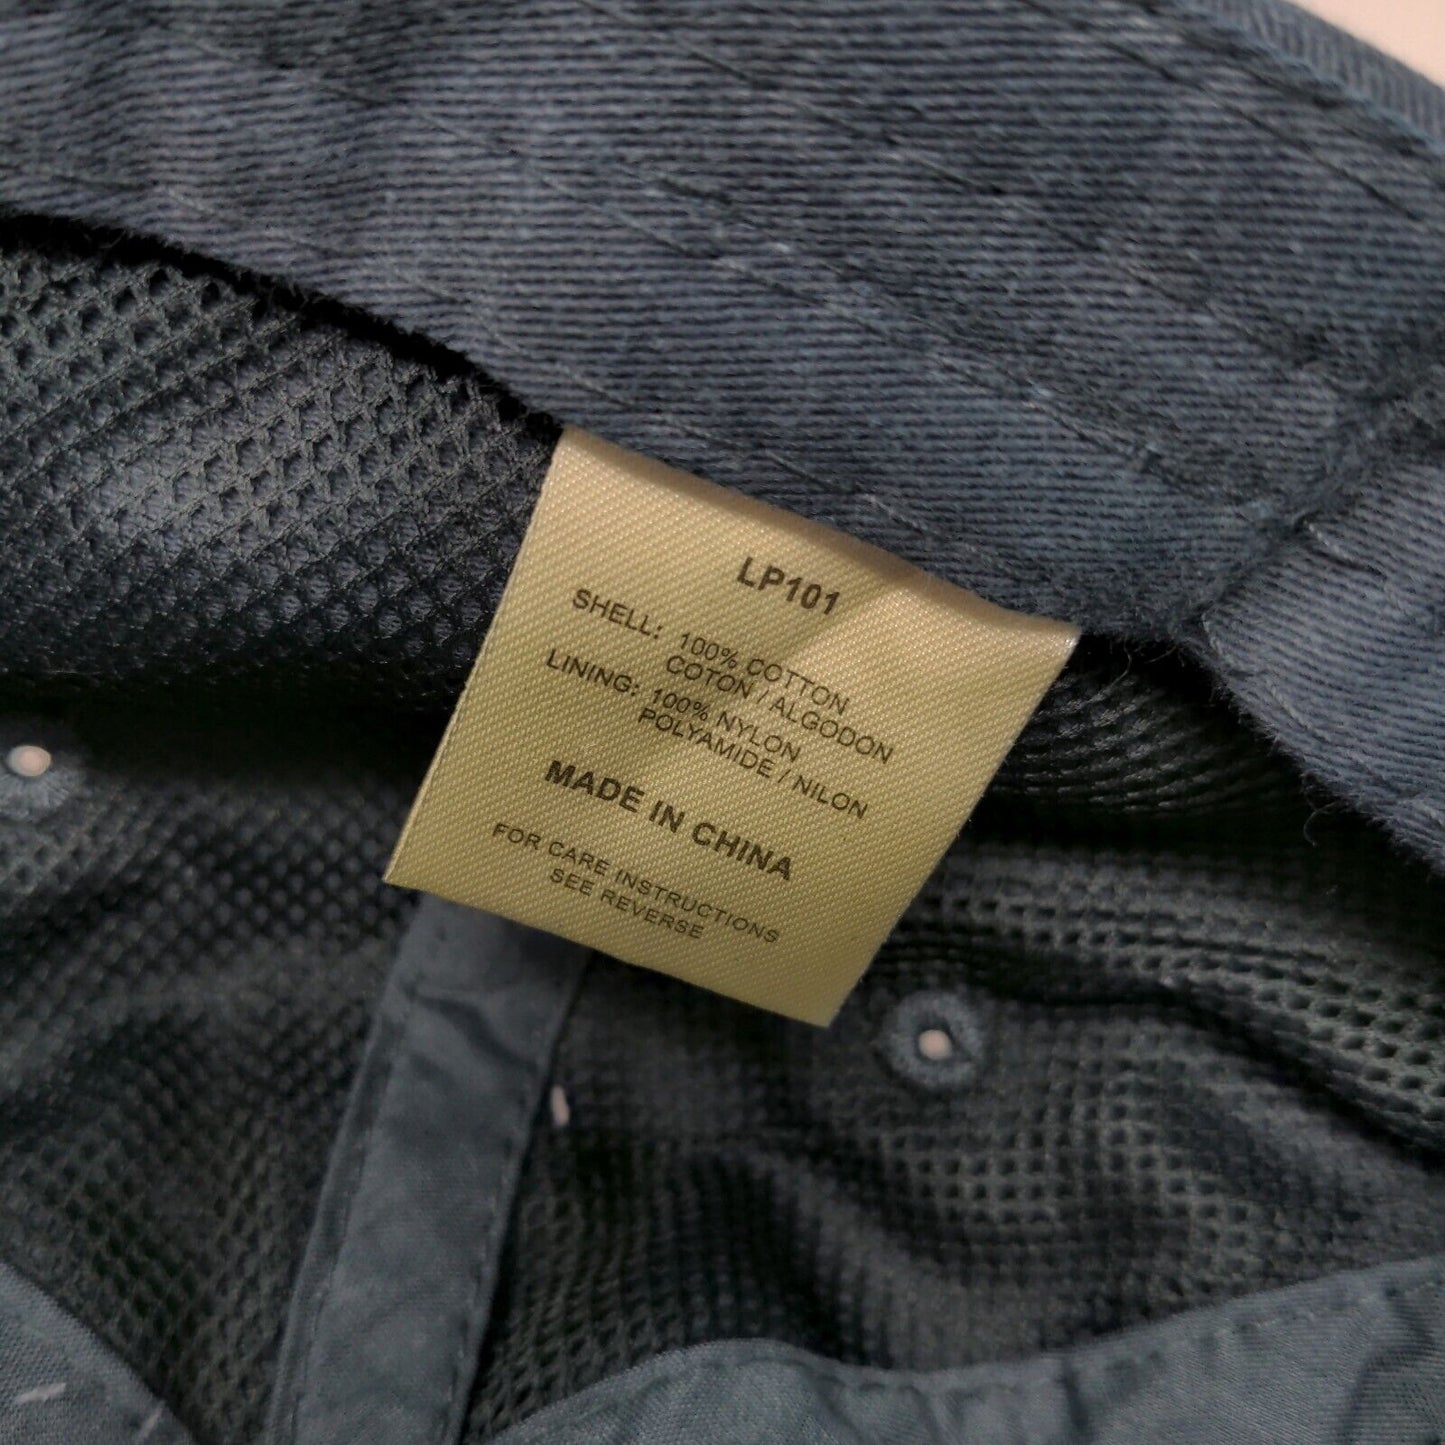 LP101
SHELL: 100% COTTON
COTON / ALGODON
LINING: 100% NYLON
POLYAMIDE / NILON
MADE IN CHINA
FOR CARE INSTRUCTIONS
SEE REVERSE